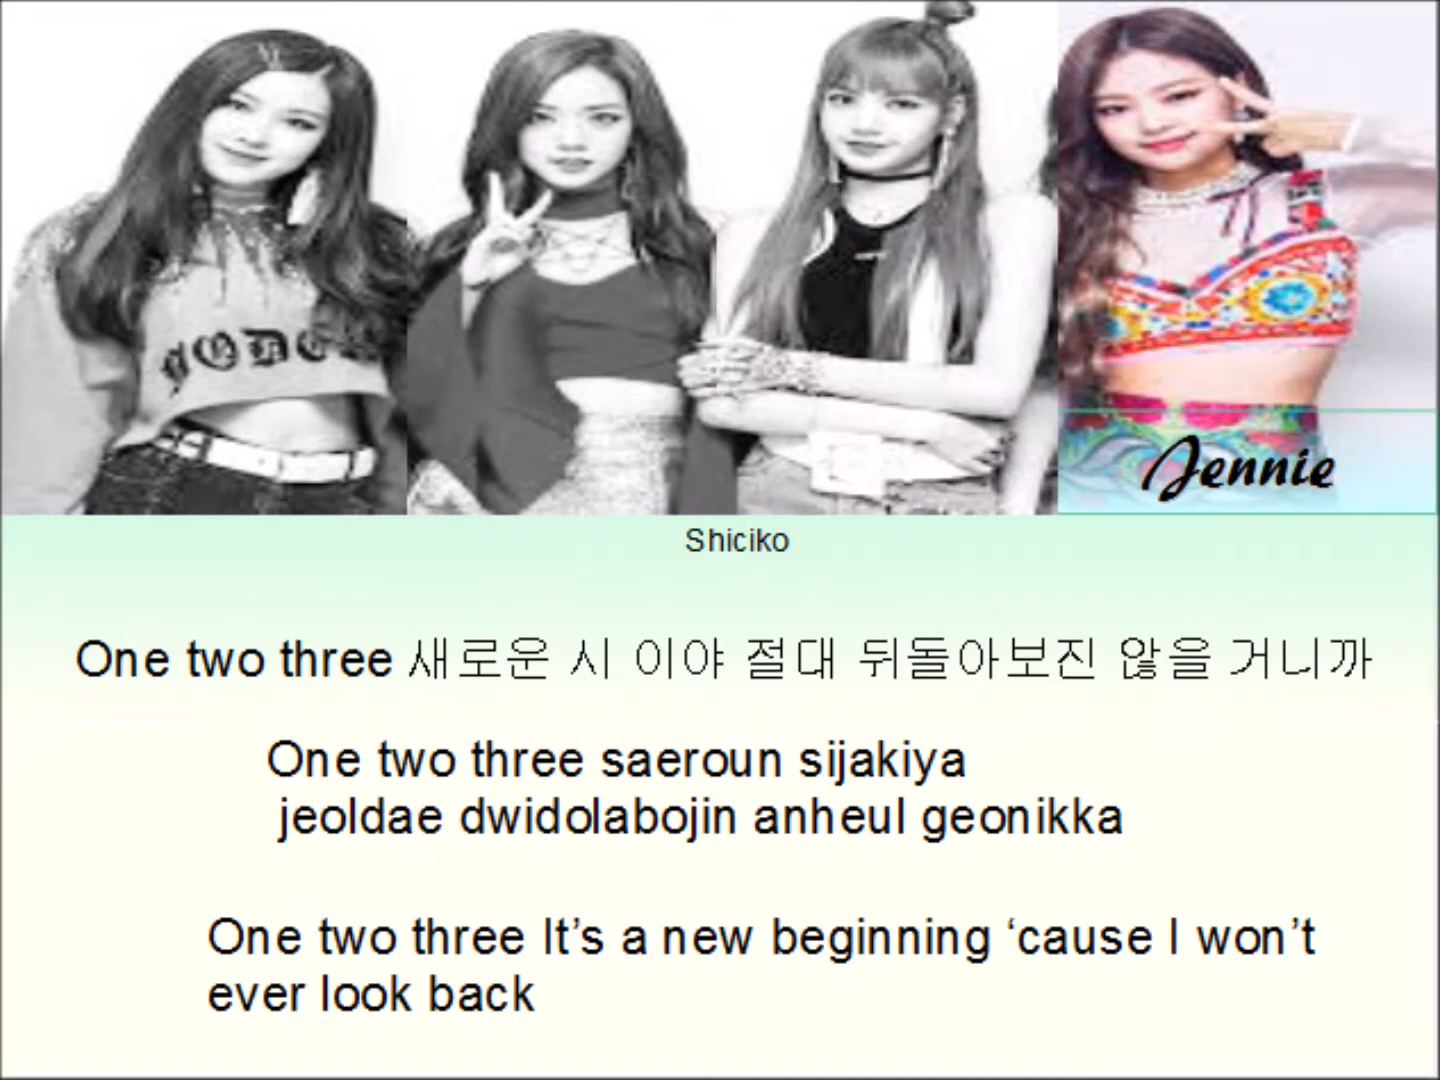 JODE
Jennie
Shiciko
One two three 새로운 시 이야 절대 뒤돌아보진 않을 거니까
One two three saeroun sijakiya
jeoldae dwidolabojin anheul geonikka
One two three It’s a new beginning ‘cause I won’t
ever look back